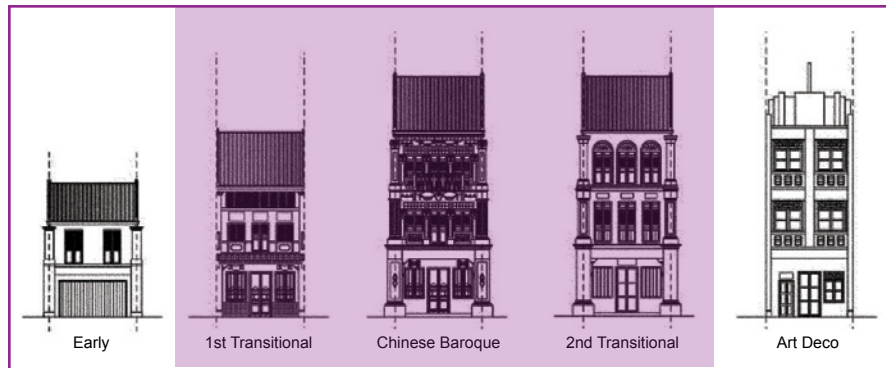 Early
1st Transitional
Chinese Baroque
2nd Transitional
Art Deco